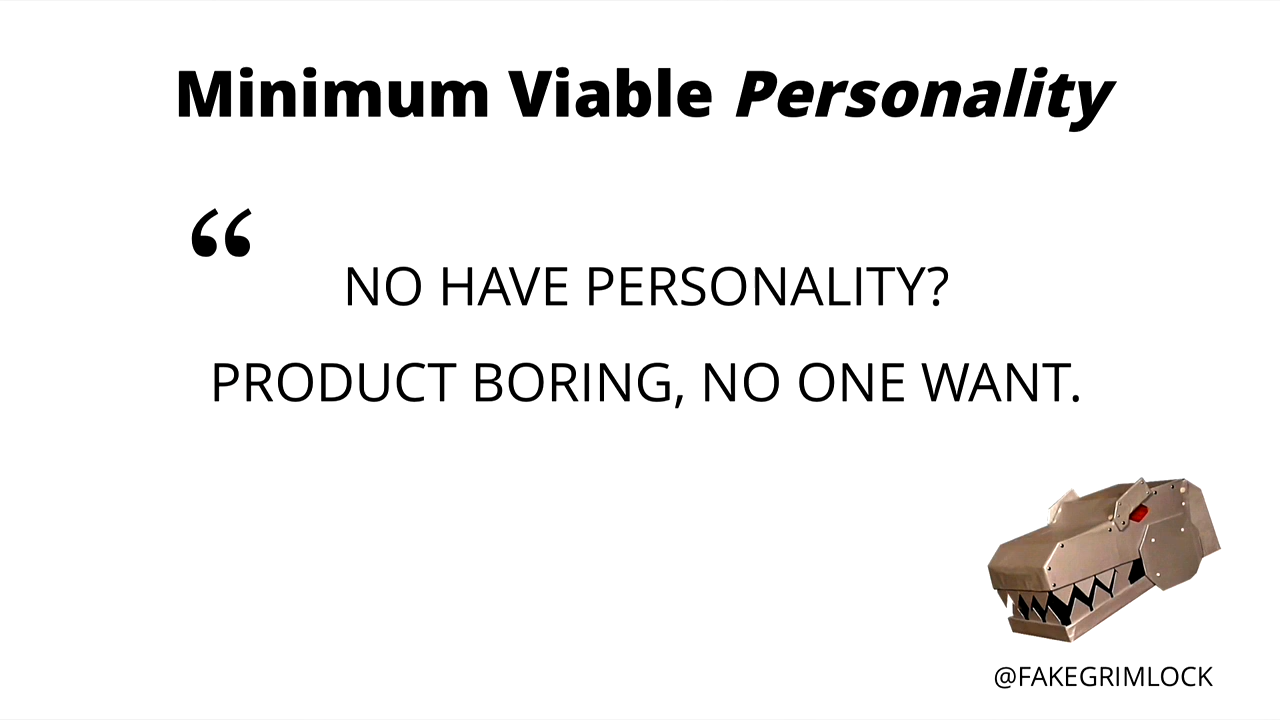 Minimum Viable Personality
“
NO HAVE PERSONALITY?
PRODUCT BORING, NO ONE WANT.
@FAKEGRIMLOCK